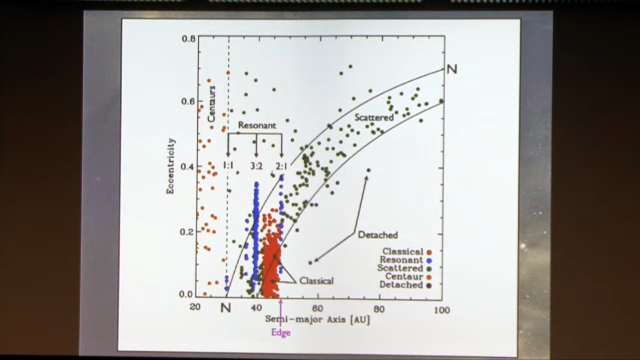 0.8
N
Centaurs
0.6
Scattered
Resonant
Eccentricity
1:1 3:2 2:1
0.4
Detached
0.2
Classical
Resonant
Scattered
Centaur
Detached
Classical
0.0
20 N 40 60 80 100
Semi-major Axis [AU]
Edge